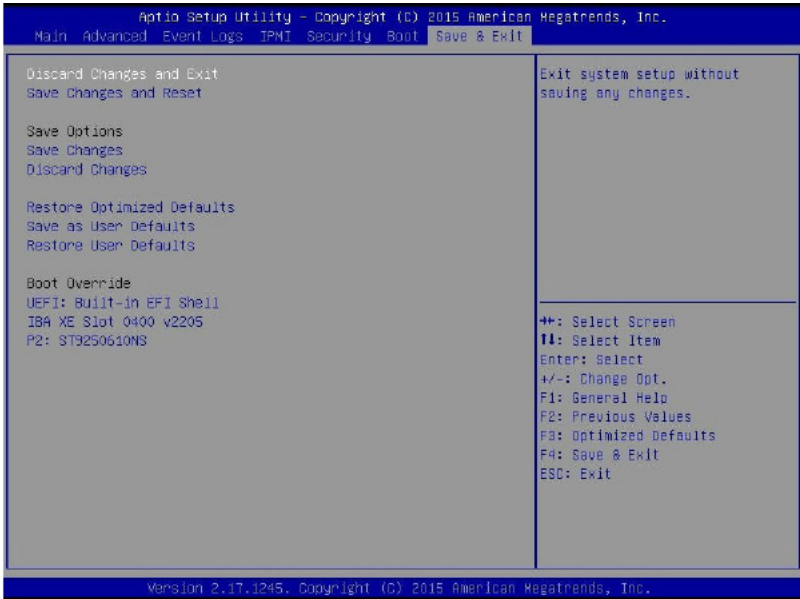 Aptio Setup Utility - Copyright (C) 2015 American Megatrends, Inc.
Main Advanced Event Logs IPMI Security Boot Save & Exit
Discard Changes and Exit
Save Changes and Reset
Save Options
Save Changes
Discard Changes
Restore Optimized Defaults
Save as User Defaults
Restore User Defaults
Boot Override
UEFI: Built-in EFI Shell
IBA XE Slot 0400 v2205
P2: ST9250610NS
Exit system setup without
saving any changes.
→←: Select Screen
↑↓: Select Item
Enter: Select
+/-: Change Opt.
F1: General Help
F2: Previous Values
F3: Optimized Defaults
F4: Save & Exit
ESC: Exit
Version 2.17.1245. Copyright (C) 2015 American Megatrends, Inc.